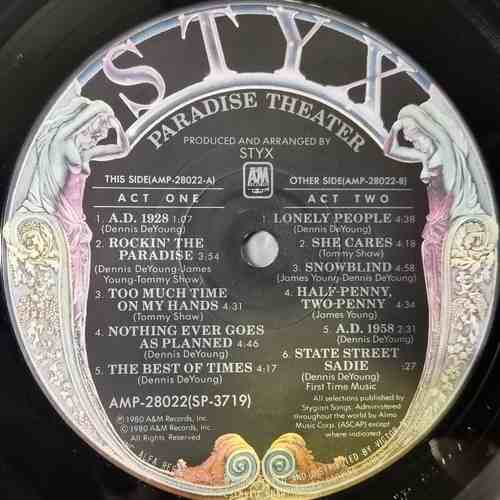 STYX
PARADISE THEATER
PRODUCED AND ARRANGED BY
STYX
A&M
RECORDS
THIS SIDE(AMP-28022-A)
ACT ONE
1. A.D. 1928 1:07
(Dennis DeYoung)
2. ROCKIN' THE
PARADISE 3:54
(Dennis DeYoung-James
Young-Tommy Shaw)
3. TOO MUCH TIME
ON MY HANDS 4:31
(Tommy Shaw)
4. NOTHING EVER GOES
AS PLANNED 4:46
(Dennis DeYoung)
5. THE BEST OF TIMES 4:17
(Dennis DeYoung)
AMP-28022(SP-3719)
℗1980 A&M Records, Inc.
©1980 A&M Records, Inc.
All Rights Reserved
OTHER SIDE(AMP-28022-B)
ACT TWO
1. LONELY PEOPLE 4:38
(Dennis DeYoung)
2. SHE CARES 4:18
(Tommy Shaw)
3. SNOWBLIND 4:58
(James Young-Dennis DeYoung)
4. HALF-PENNY,
TWO-PENNY 4:34
(James Young)
5. A.D. 1958 2:31
(Dennis DeYoung)
6. STATE STREET
SADIE :27
(Dennis DeYoung)
First Time Music
All selections published by
Stygian Songs, Administered
throughout the world by Almo
Music Corp. (ASCAP) except
where indicated.
ALFA REC
AND DISTRIBUTED BY VICTOR